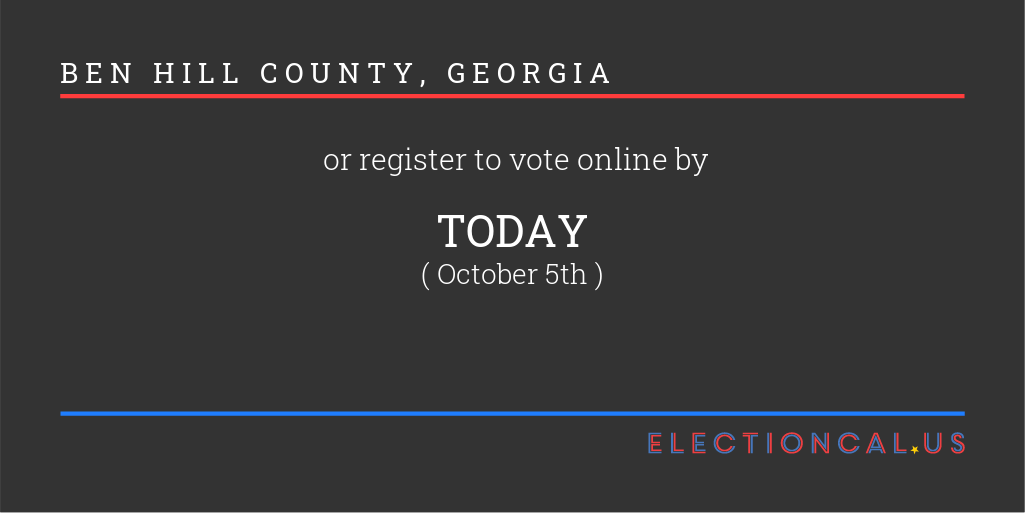 BEN HILL COUNTY, GEORGIA
or register to vote online by
TODAY
( October 5th )
ELECTIONCAL.US